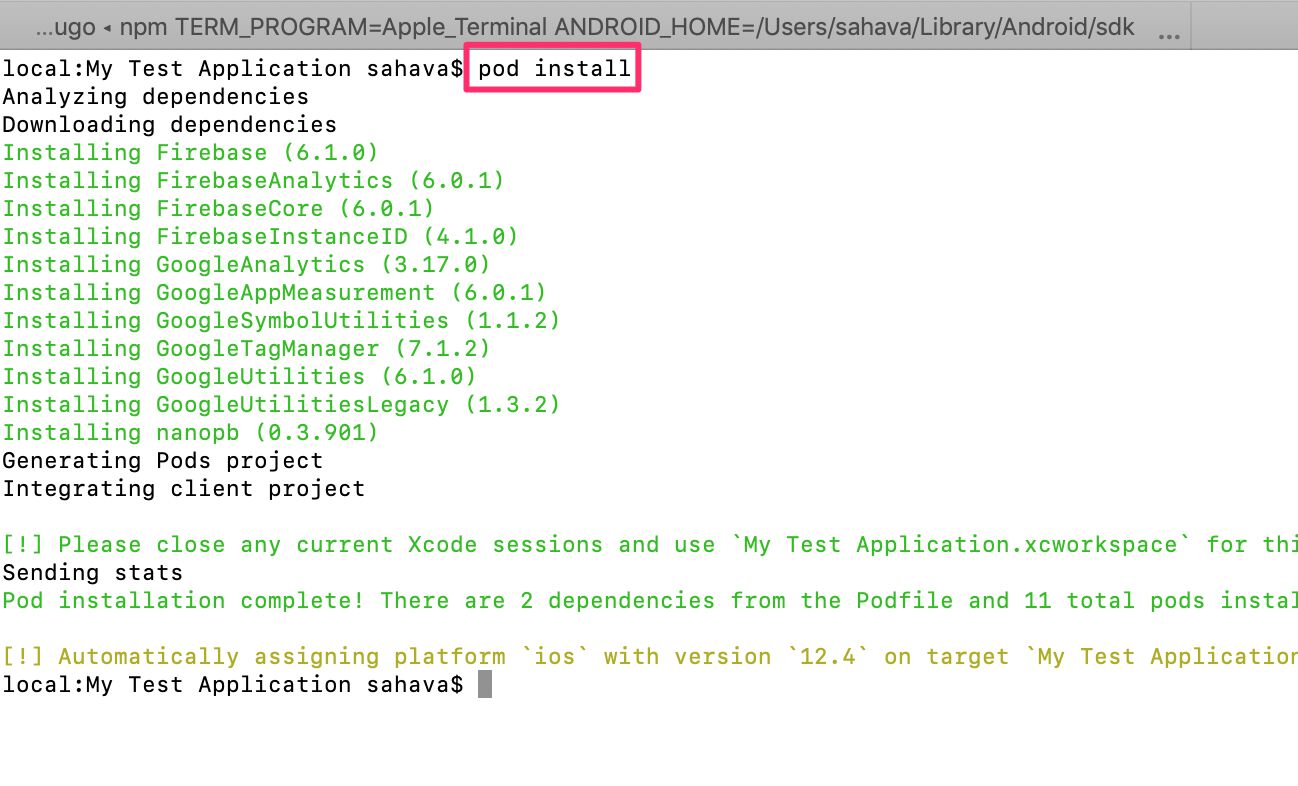 ...ugo ◂ npm TERM_PROGRAM=Apple_Terminal ANDROID_HOME=/Users/sahava/Library/Android/sdk ...
local:My Test Application sahava$ pod install
Analyzing dependencies
Downloading dependencies
Installing Firebase (6.1.0)
Installing FirebaseAnalytics (6.0.1)
Installing FirebaseCore (6.0.1)
Installing FirebaseInstanceID (4.1.0)
Installing GoogleAnalytics (3.17.0)
Installing GoogleAppMeasurement (6.0.1)
Installing GoogleSymbolUtilities (1.1.2)
Installing GoogleTagManager (7.1.2)
Installing GoogleUtilities (6.1.0)
Installing GoogleUtilitiesLegacy (1.3.2)
Installing nanopb (0.3.901)
Generating Pods project
Integrating client project
[!] Please close any current Xcode sessions and use `My Test Application.xcworkspace` for thi
Sending stats
Pod installation complete! There are 2 dependencies from the Podfile and 11 total pods instal
[!] Automatically assigning platform `ios` with version `12.4` on target `My Test Application
local:My Test Application sahava$